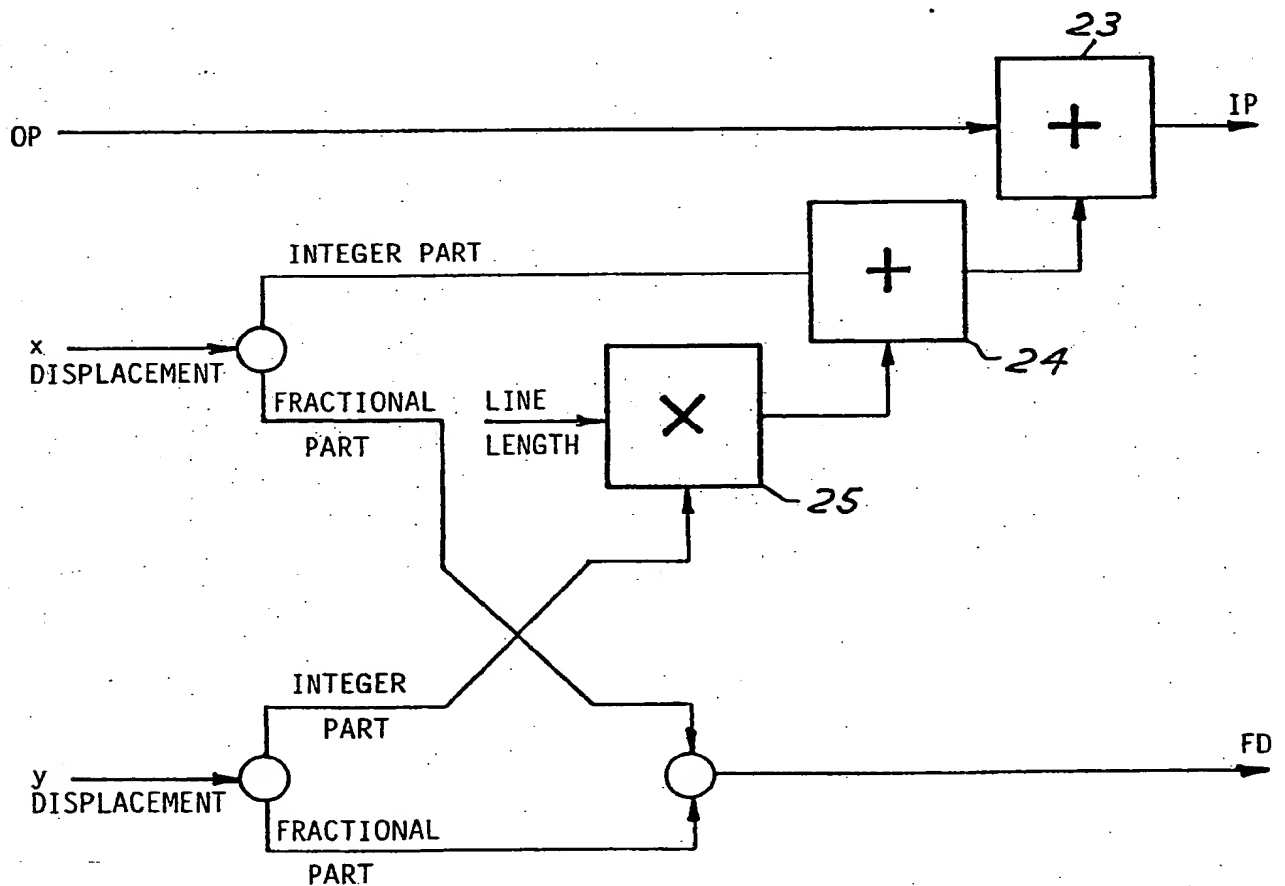 23
OP
IP
INTEGER PART
x
DISPLACEMENT
24
FRACTIONAL
PART
LINE
LENGTH
25
INTEGER
PART
y
DISPLACEMENT
FD
FRACTIONAL
PART
+
+
×